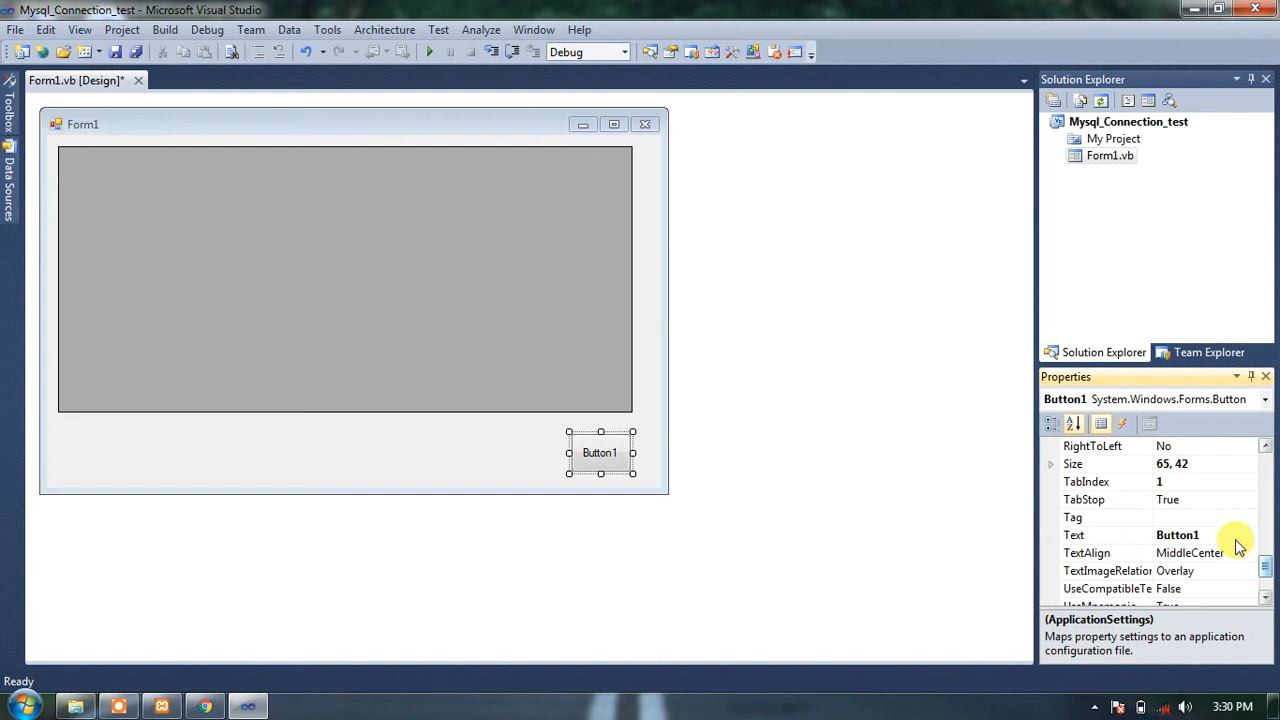 Mysql_Connection_test - Microsoft Visual Studio
File Edit View Project Build Debug Team Data Tools Architecture Test Analyze Window Help
Debug
Form1.vb [Design]*
Toolbox
Data Sources
Form1
Button1
Solution Explorer
Mysql_Connection_test
My Project
Form1.vb
Solution Explorer Team Explorer
Properties
Button1 System.Windows.Forms.Button
RightToLeft No
Size 65, 42
TabIndex 1
TabStop True
Tag
Text Button1
TextAlign MiddleCenter
TextImageRelation Overlay
UseCompatibleTe False
(ApplicationSettings)
Maps property settings to an application
configuration file.
Ready
3:30 PM